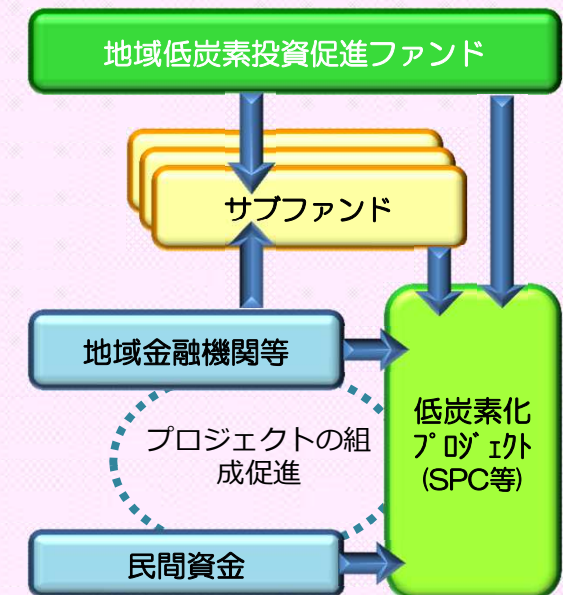 地域低炭素投資促進ファンド
サブファンド
地域金融機関等
低炭素化
ﾌﾟﾛｼﾞｪｸﾄ
(SPC等)
プロジェクトの組
成促進
民間資金